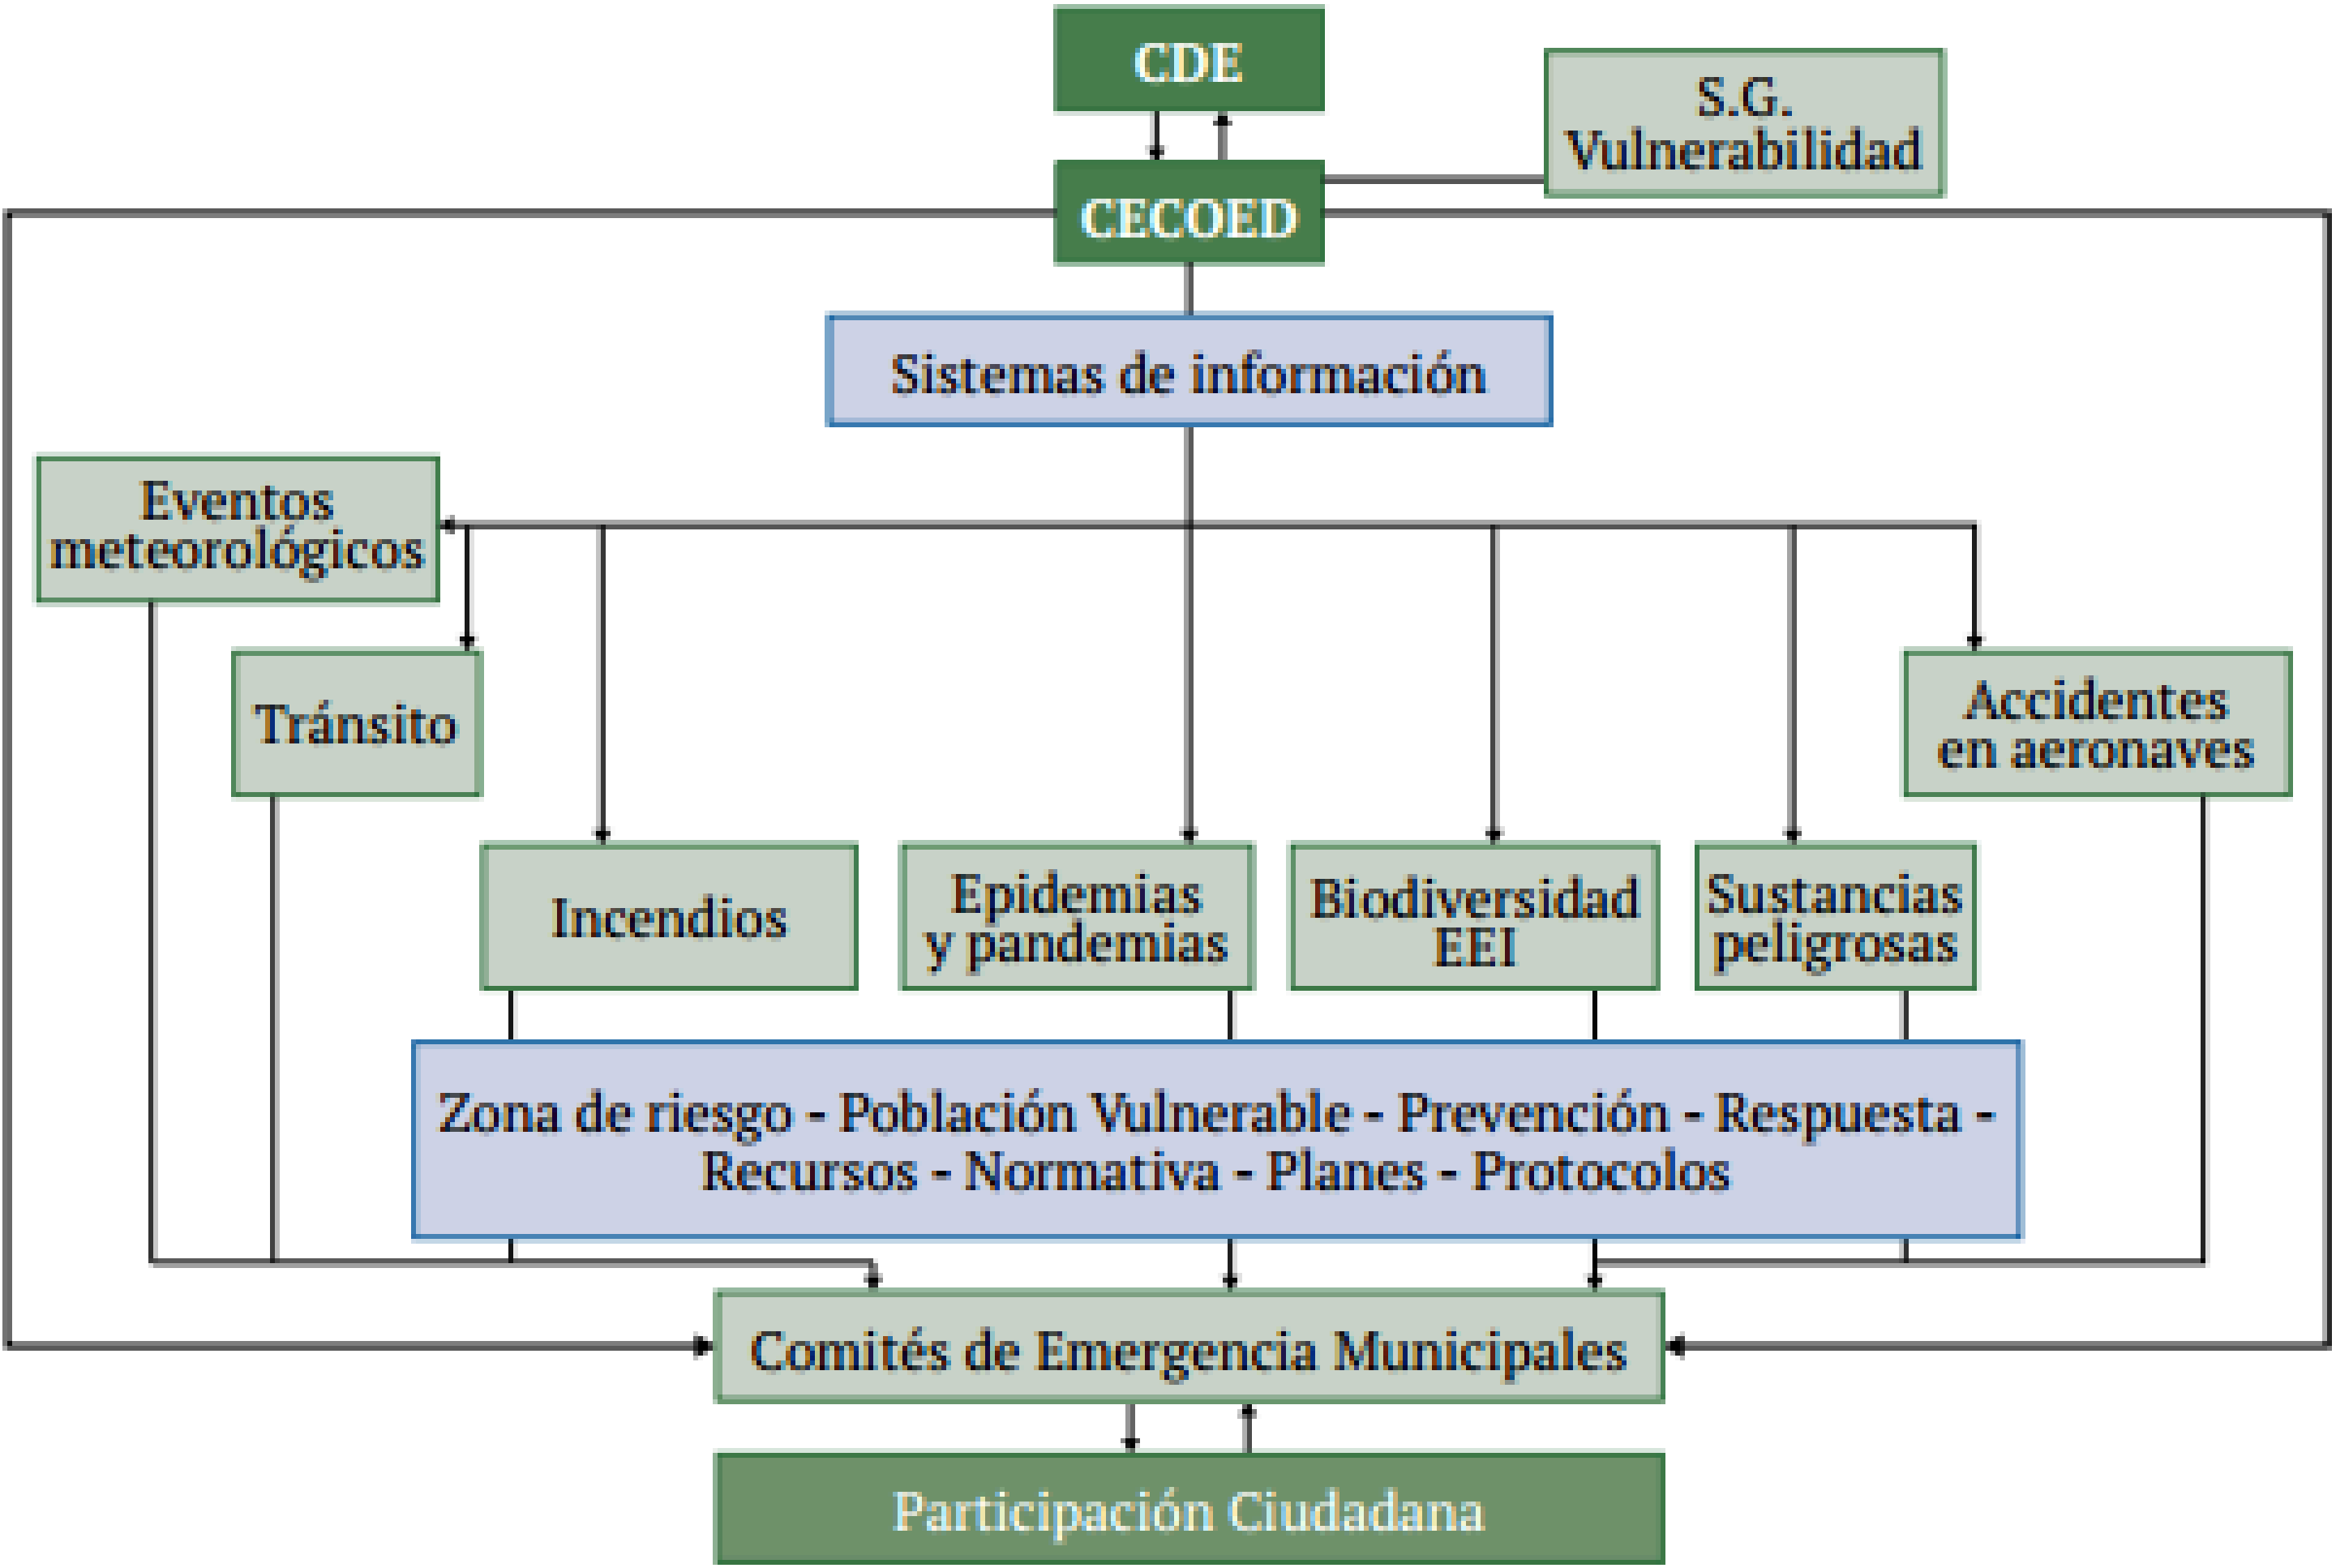 CDE
S.G.
Vulnerabilidad
CECOED
Sistemas de información
Eventos
meteorológicos
Tránsito
Accidentes
en aeronaves
Incendios
Epidemias
y pandemias
Biodiversidad
EEI
Sustancias
peligrosas
Zona de riesgo - Población Vulnerable - Prevención - Respuesta -
Recursos - Normativa - Planes - Protocolos
Comités de Emergencia Municipales
Participación Ciudadana